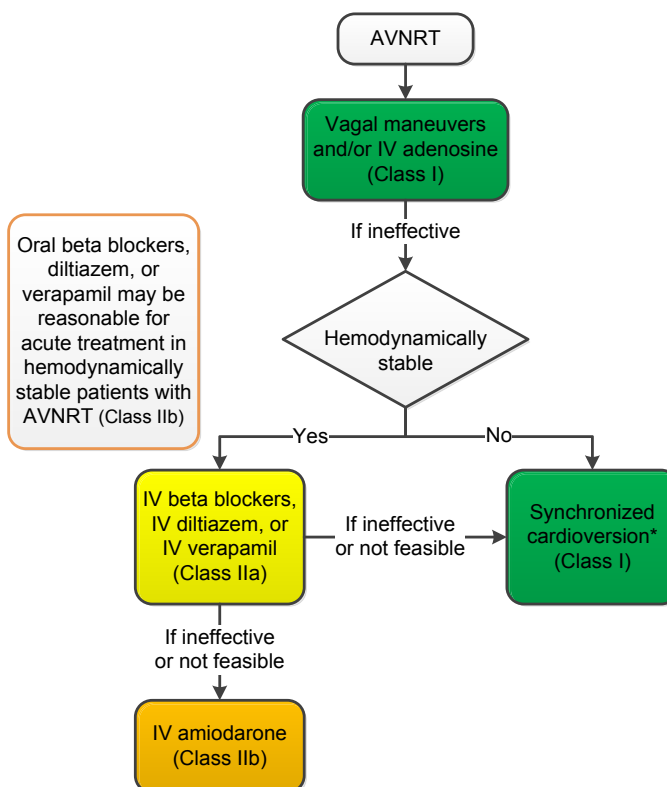 AVNRT
Vagal maneuvers
and/or IV adenosine
(Class I)
If ineffective
Oral beta blockers,
diltiazem, or
verapamil may be
reasonable for
acute treatment in
hemodynamically
stable patients with
AVNRT (Class IIb)
Hemodynamically
stable
Yes
No
IV beta blockers,
IV diltiazem, or
IV verapamil
(Class IIa)
If ineffective
or not feasible
Synchronized
cardioversion*
(Class I)
If ineffective
or not feasible
IV amiodarone
(Class IIb)